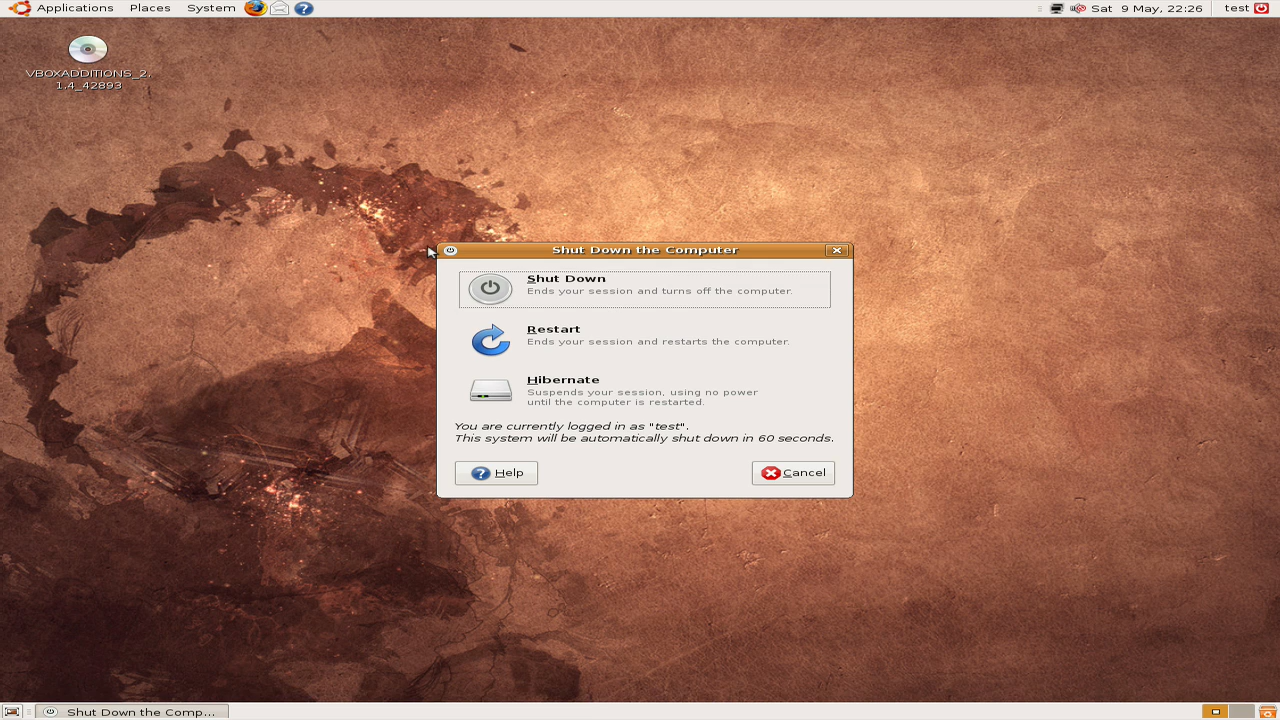 Applications Places System
Sat 9 May, 22:26 test
VBOXADDITIONS_2.
1.4_42893
Shut Down the Computer
Shut Down
Ends your session and turns off the computer.
Restart
Ends your session and restarts the computer.
Hibernate
Suspends your session, using no power
until the computer is restarted.
You are currently logged in as "test".
This system will be automatically shut down in 60 seconds.
Help
Cancel
Shut Down the Comp...